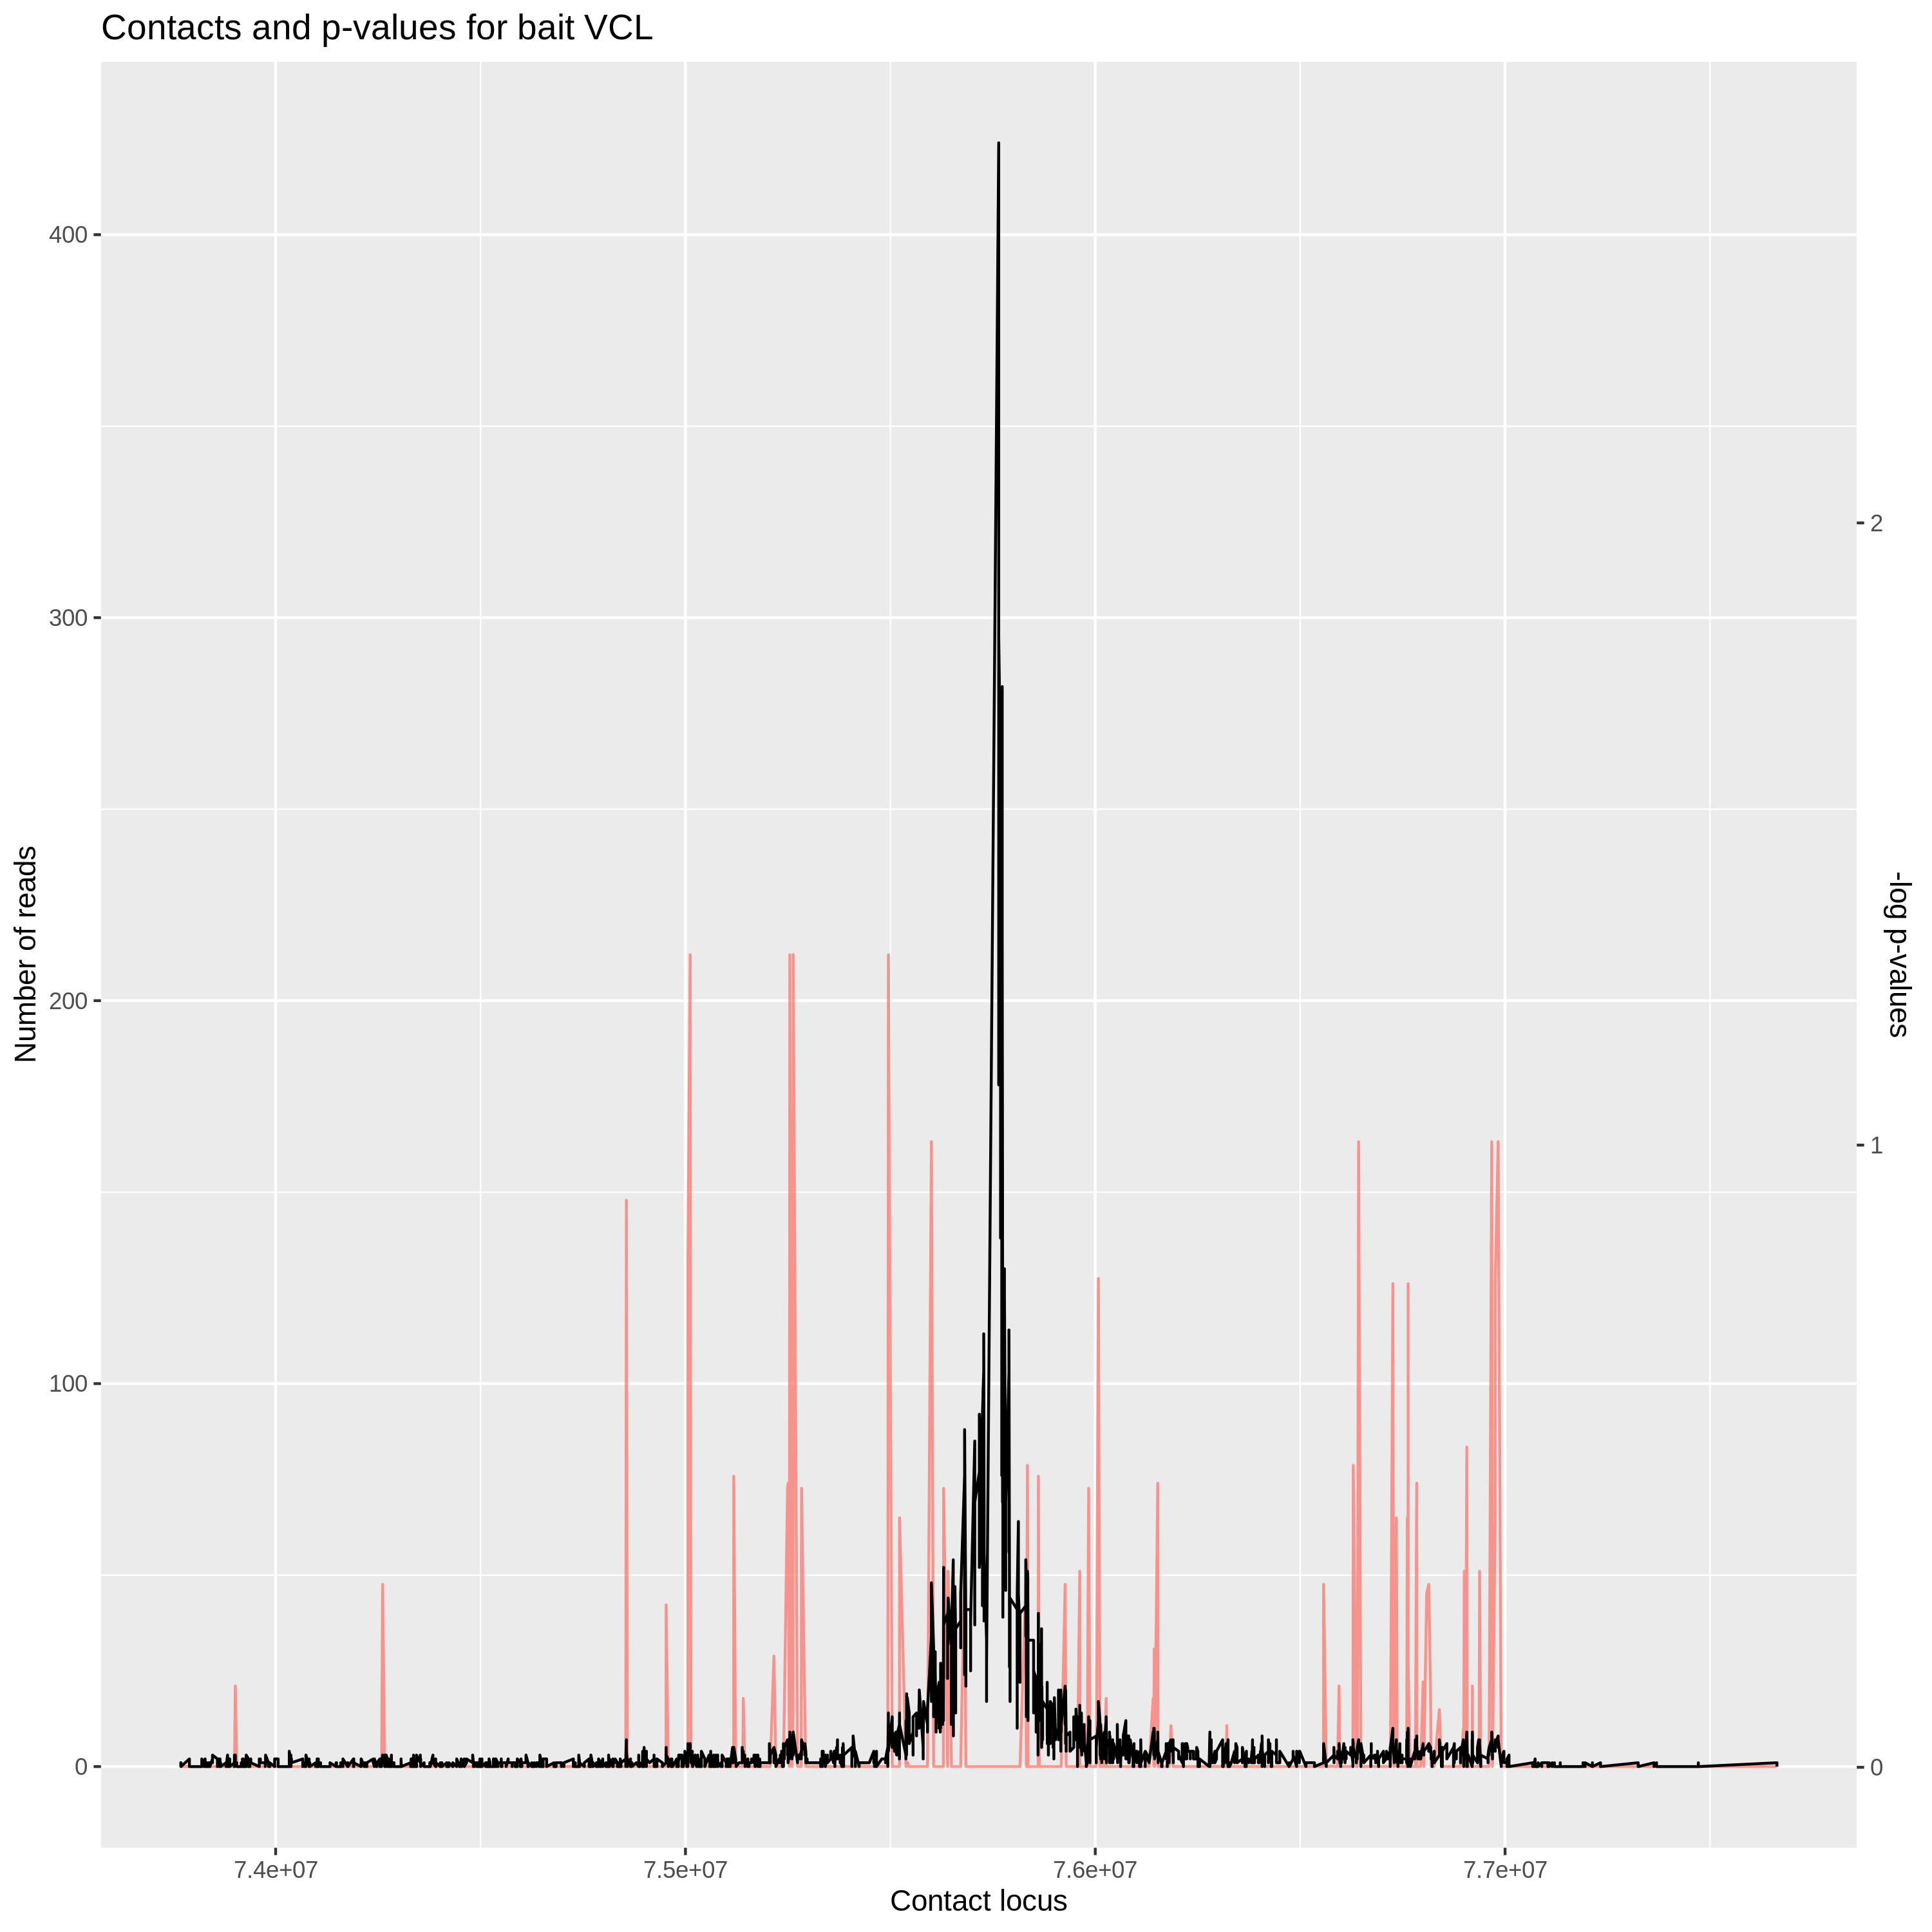 Contacts and p-values for bait VCL
400
300
200
100
0
2
1
0
Number of reads
-log p-values
7.4e+07
7.5e+07
7.6e+07
7.7e+07
Contact locus